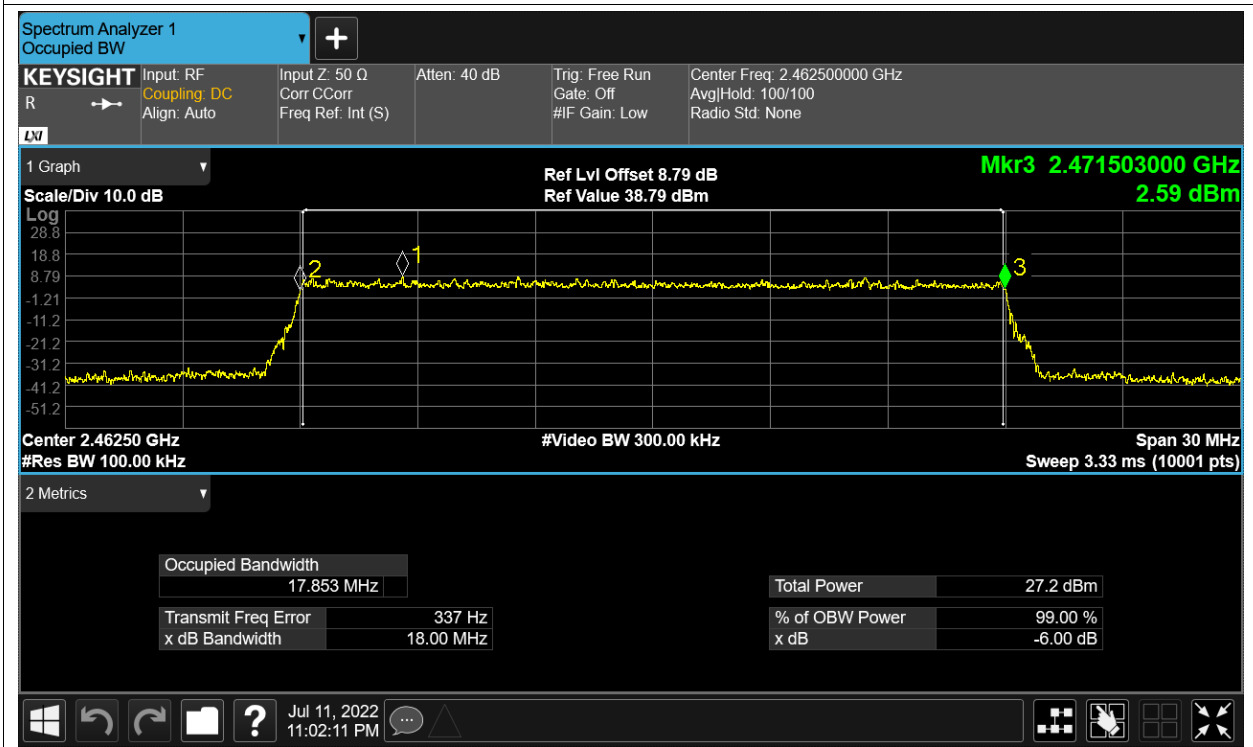 Spectrum Analyzer 1
Occupied BW
KEYSIGHT Input: RF Input Z: 50 Ω Atten: 40 dB Trig: Free Run Center Freq: 2.462500000 GHz
R Coupling: DC Corr CCorr Gate: Off Avg|Hold: 100/100
Align: Auto Freq Ref: Int (S) #IF Gain: Low Radio Std: None
LXI
1 Graph Ref Lvl Offset 8.79 dB Mkr3 2.471503000 GHz
Scale/Div 10.0 dB Ref Value 38.79 dBm 2.59 dBm
Log
28.8
18.8
8.79
-1.21
-11.2
-21.2
-31.2
-41.2
-51.2
2 1 3
Center 2.46250 GHz #Video BW 300.00 kHz Span 30 MHz
#Res BW 100.00 kHz Sweep 3.33 ms (10001 pts)
2 Metrics
Occupied Bandwidth
17.853 MHz Total Power 27.2 dBm
Transmit Freq Error 337 Hz % of OBW Power 99.00 %
x dB Bandwidth 18.00 MHz x dB -6.00 dB
? Jul 11, 2022
11:02:11 PM